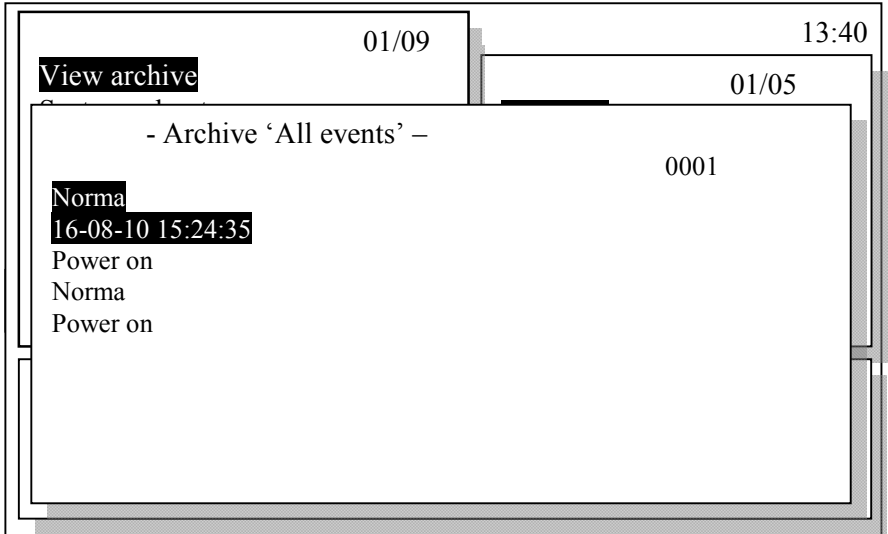 13:40
01/09
View archive
01/05
- Archive ‘All events’ –
0001
Norma
16-08-10 15:24:35
Power on
Norma
Power on